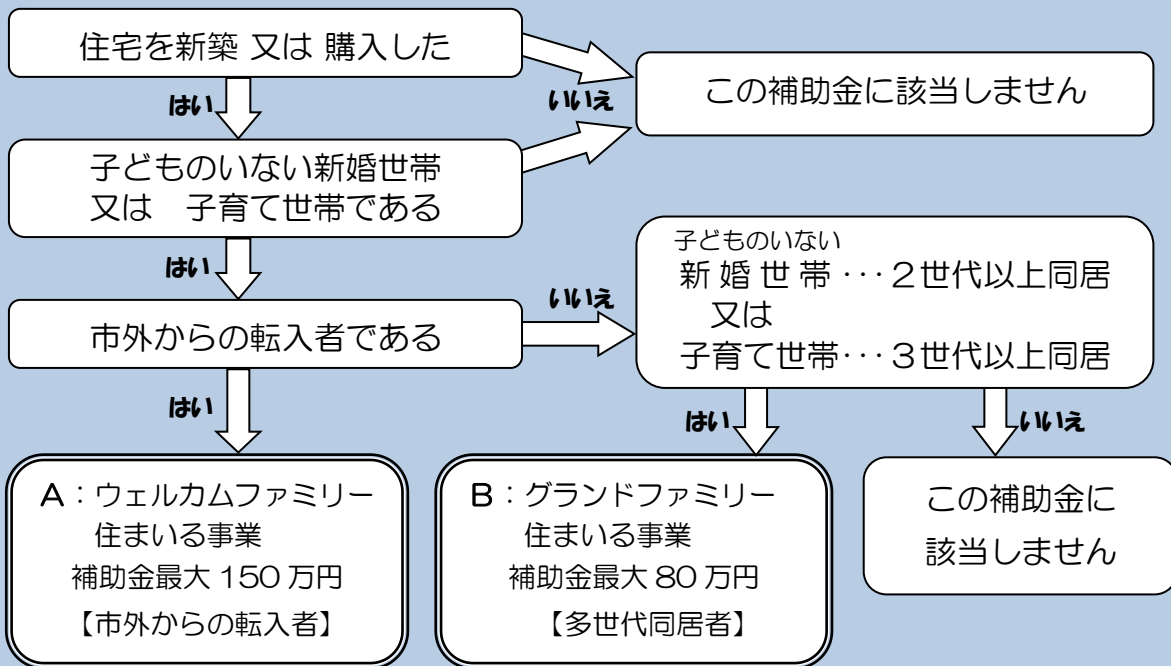 住宅を新築 又は 購入した
はい
いいえ
この補助金に該当しません
子どものいない新婚世帯
又は　子育て世帯である
はい
市外からの転入者である
いいえ
子どものいない
新 婚 世 帯 ･･･２世代以上同居
又は
子育て世帯･･･３世代以上同居
はい
はい
いいえ
A：ウェルカムファミリー
住まいる事業
補助金最大 150 万円
【市外からの転入者】
B：グランドファミリー
住まいる事業
補助金最大 80 万円
【多世代同居者】
この補助金に
該当しません